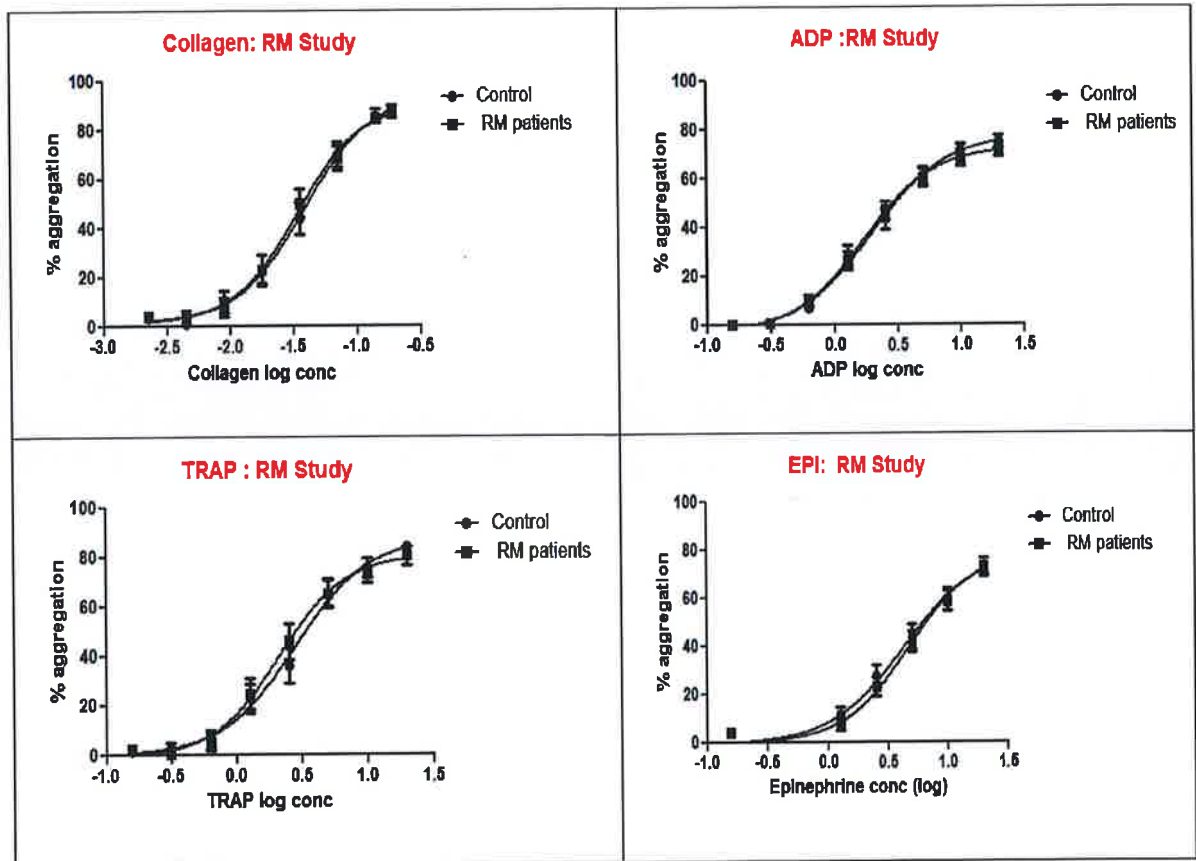 Collagen: RM Study
Control
RM patients
% aggregation
100
80
60
40
20
0
-3.0 -2.5 -2.0 -1.5 -1.0 -0.5
Collagen log conc
ADP :RM Study
Control
RM patients
% aggregation
100
80
60
40
20
0
-1.0 -0.5 0.0 0.5 1.0 1.5
ADP log conc
TRAP : RM Study
Control
RM patients
% aggregation
100
80
60
40
20
0
-1.0 -0.5 0.0 0.5 1.0 1.5
TRAP log conc
EPI: RM Study
Control
RM patients
% aggregation
100
80
60
40
20
0
-1.0 -0.5 0.0 0.5 1.0 1.5
Epinephrine conc (log)